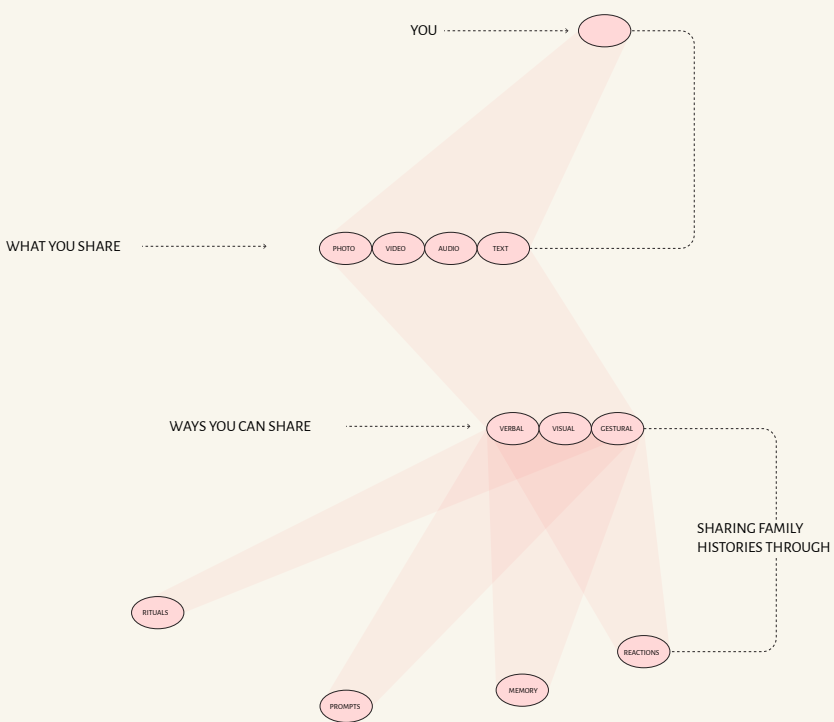 YOU
WHAT YOU SHARE
PHOTO
VIDEO
AUDIO
TEXT
WAYS YOU CAN SHARE
VERBAL
VISUAL
GESTURAL
SHARING FAMILY
HISTORIES THROUGH
RITUALS
REACTIONS
MEMORY
PROMPTS